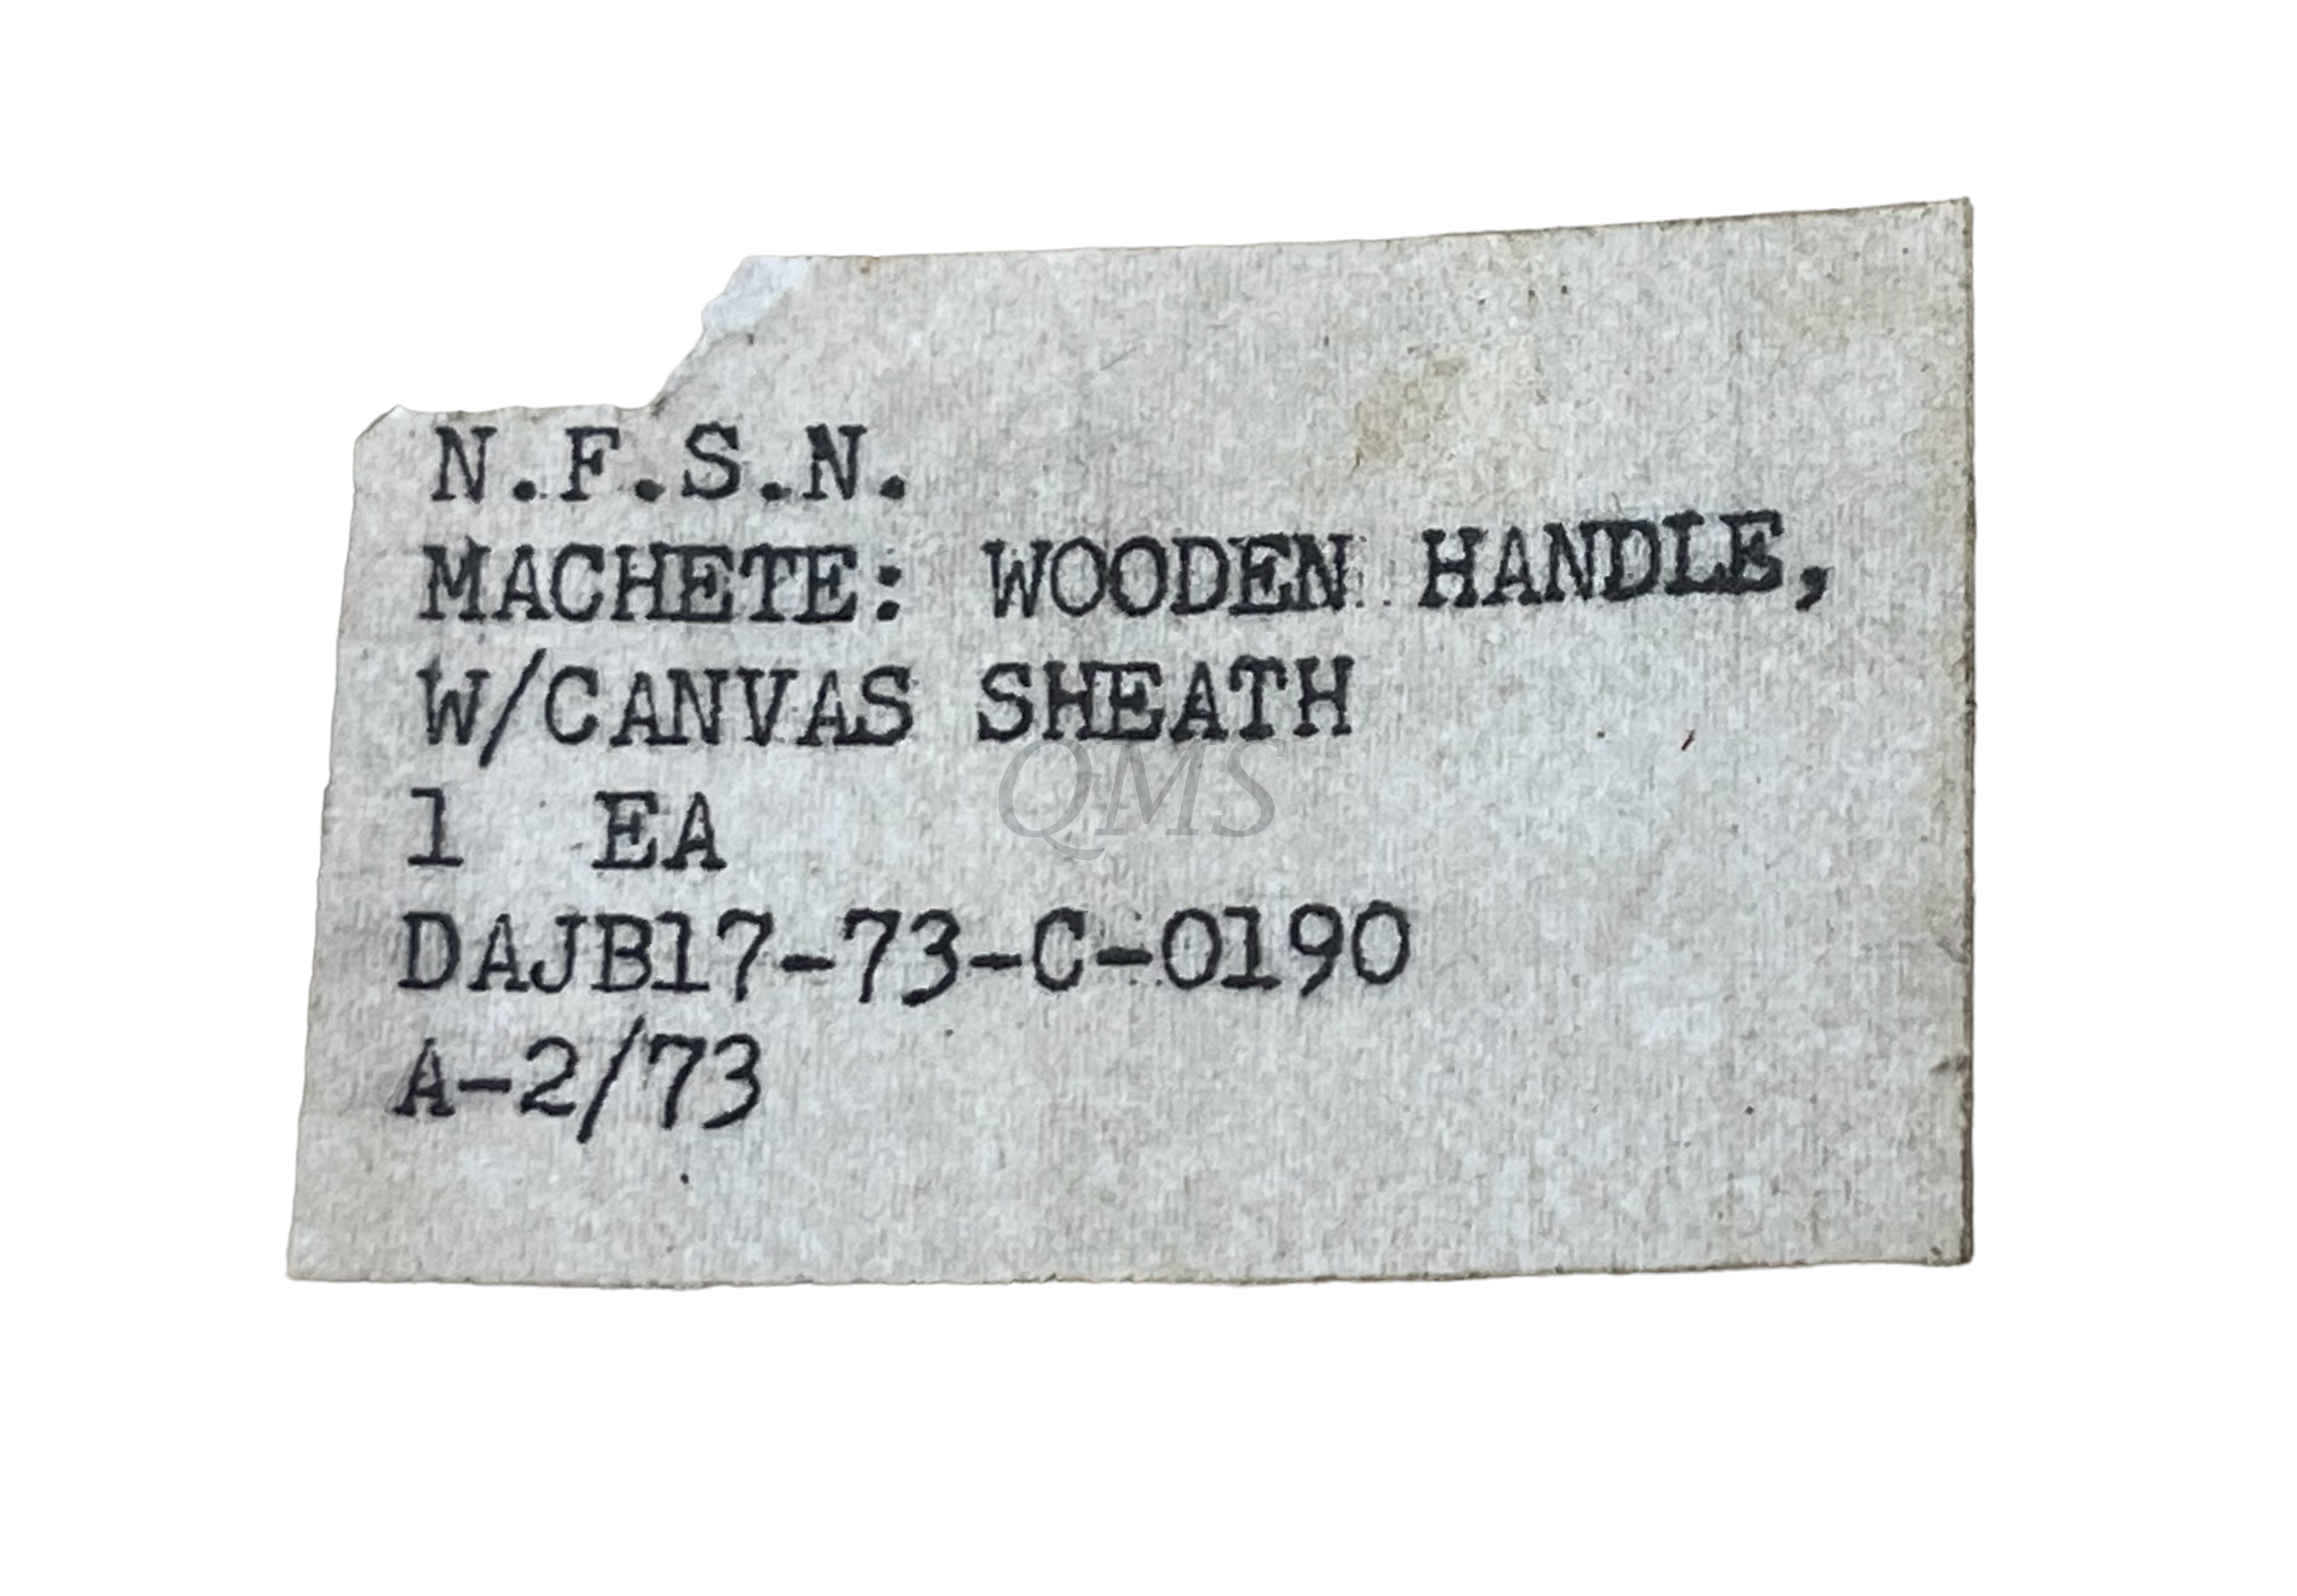 N.F.S.N.
MACHETE: WOODEN HANDLE,
W/CANVAS SHEATH
QMS
1 EA
DAJB17-73-C-0190
A-2/73